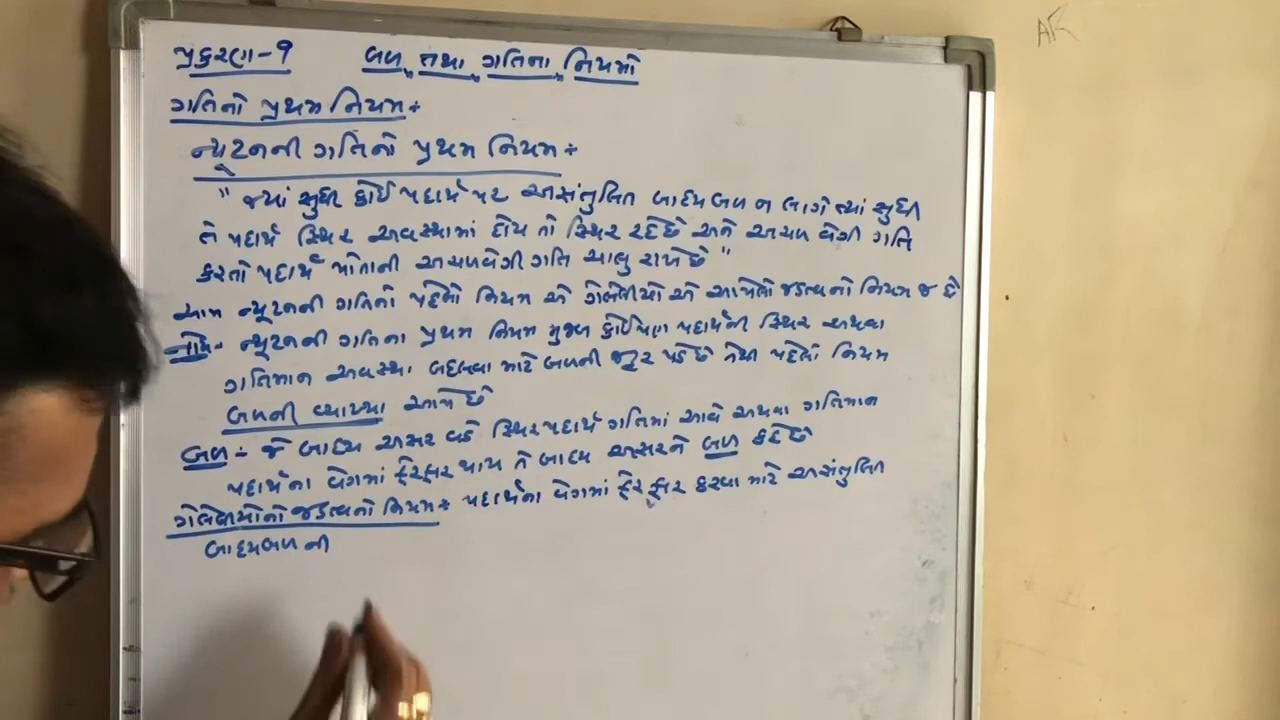 પ્રકરણ-9 બળ તથા ગતિના નિયમો
ગતિનો પ્રથમ નિયમ:-
ન્યૂટનની ગતિનો પ્રથમ નિયમ:-
"જ્યાં સુધી કોઈ પદાર્થ પર અસંતુલિત બાહ્યબળ ન લાગે ત્યાં સુધી
તે પદાર્થ સ્થિર અવસ્થામાં હોય તો સ્થિર રહે છે અને અચળ વેગી ગતિ
કરતો પદાર્થ પોતાની અચળવેગી ગતિ ચાલુ રાખે છે"
આમ ન્યૂટનની ગતિનો પહેલો નિયમ એ ગેલેલીયો એ આપેલો જડત્વનો નિયમ જ છે
નોંધ:- ન્યૂટનની ગતિના પ્રથમ નિયમ મુજબ કોઈપણ પદાર્થની સ્થિર અથવા
ગતિમાન અવસ્થા બદલવા માટે બળની જરૂર પડે છે તેથી પહેલો નિયમ
બળની વ્યાખ્યા આપે છે
બળ:- જે બાહ્ય અસર વડે સ્થિર પદાર્થ ગતિમાં આવે અથવા ગતિમાન
પદાર્થના વેગમાં ફેરફાર થાય તે બાહ્ય અસરને બળ કહે છે
ગેલેલીયોનો જડત્વનો નિયમ:- પદાર્થના વેગમાં ફેરફાર કરવા માટે અસંતુલિત
બાહ્યબળ ની
AK